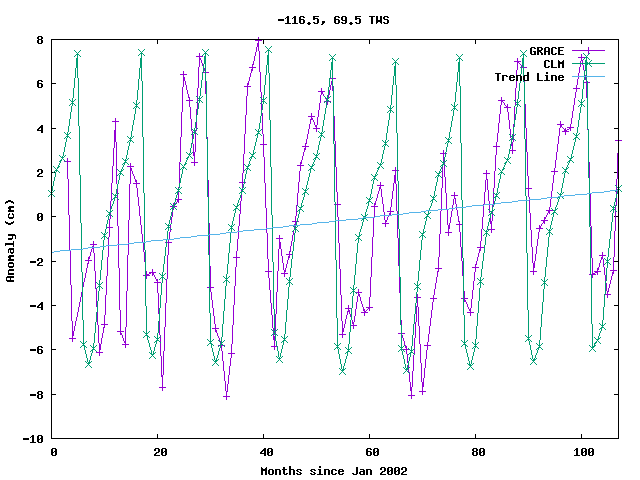 -116.5, 69.5 TWS
GRACE
CLM
Trend Line
8
6
4
2
0
-2
-4
-6
-8
-10
Anomaly (cm)
0 20 40 60 80 100
Months since Jan 2002